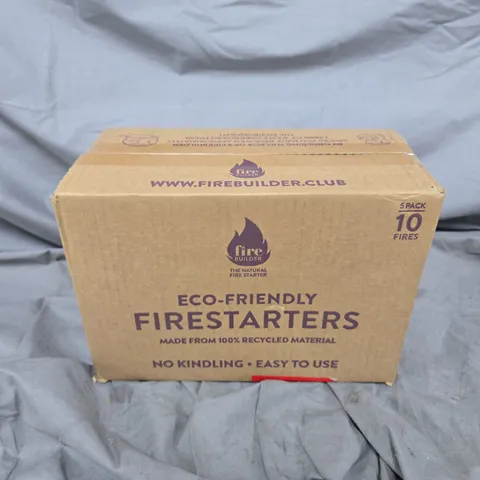 fire
WWW.FIREBUILDER.CLUB
5 PACK
10
FIRES
fire
BUILDER
THE NATURAL
FIRE STARTER
ECO-FRIENDLY
FIRESTARTERS
MADE FROM 100% RECYCLED MATERIAL
NO KINDLING • EASY TO USE